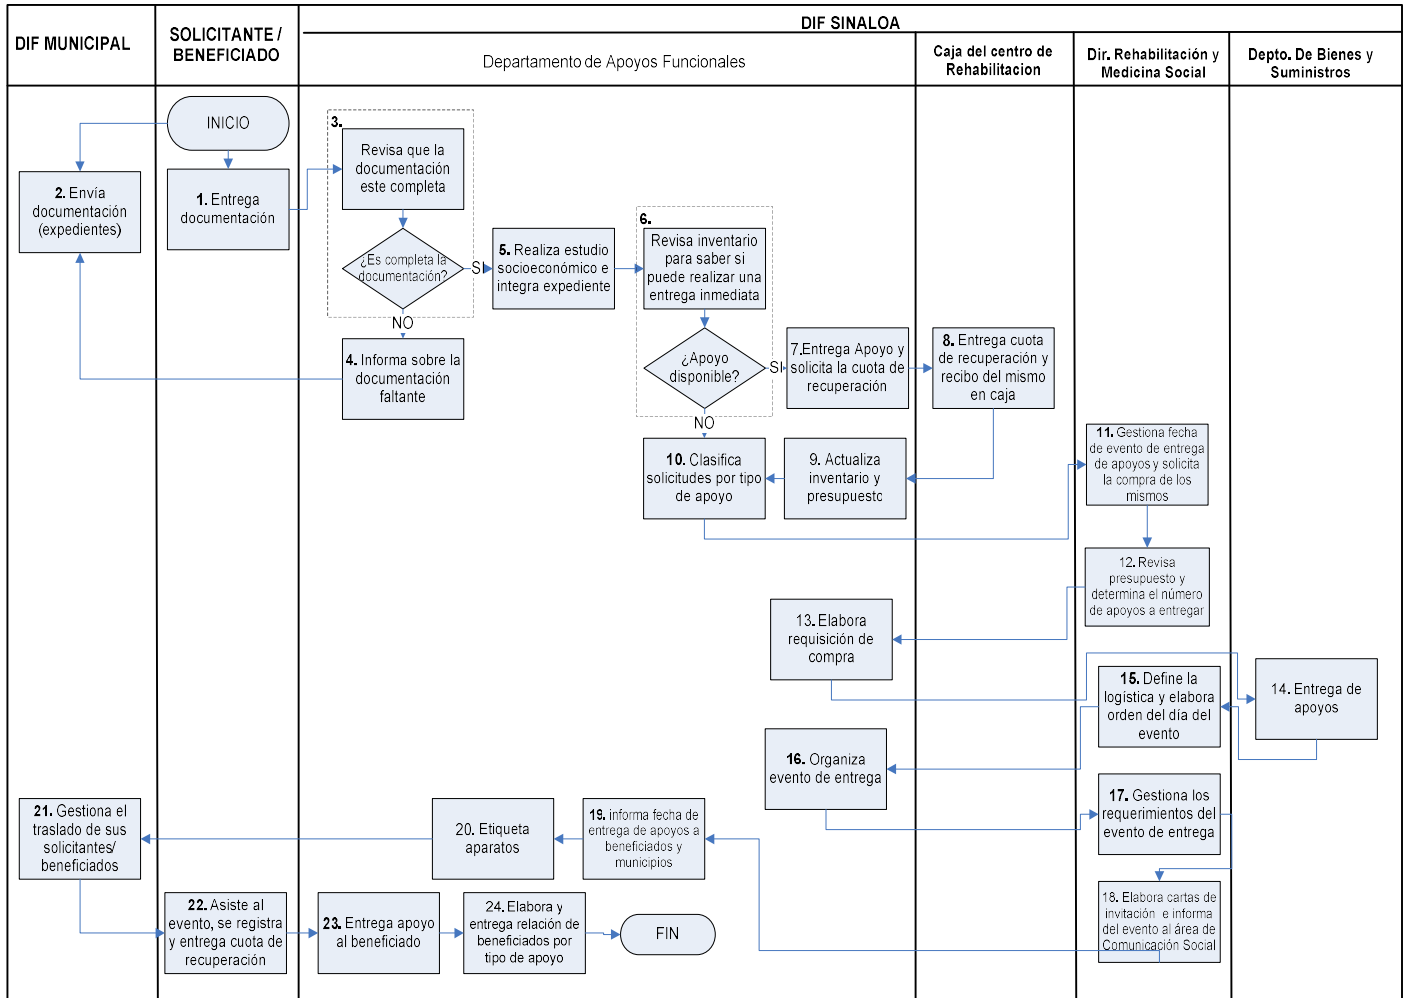 DIF MUNICIPAL
SOLICITANTE /
BENEFICIADO
DIF SINALOA
Departamento de Apoyos Funcionales
Caja del centro de
Rehabilitacion
Dir. Rehabilitación y
Medicina Social
Depto. De Bienes y
Suministros
INICIO
2. Envía
documentación
(expedientes)
1. Entrega
documentación
3.
Revisa que la
documentación
este completa
¿Es completa la
documentación?
SI
NO
4. Informa sobre la
documentación
faltante
5. Realiza estudio
socioeconómico e
integra expediente
6.
Revisa inventario
para saber si
puede realizar una
entrega inmediata
¿Apoyo
disponible?
SI
NO
7.Entrega Apoyo y
solicita la cuota de
recuperación
8. Entrega cuota
de recuperación y
recibo del mismo
en caja
9. Actualiza
inventario y
presupuesto
10. Clasifica
solicitudes por tipo
de apoyo
11. Gestiona fecha
de evento de entrega
de apoyos y solicita
la compra de los
mismos
12. Revisa
presupuesto y
determina el número
de apoyos a entregar
13. Elabora
requisición de
compra
14. Entrega de
apoyos
15. Define la
logística y elabora
orden del día del
evento
16. Organiza
evento de entrega
17. Gestiona los
requerimientos del
evento de entrega
18. Elabora cartas de
invitación e informa
del evento al área de
Comunicación Social
19. informa fecha de
entrega de apoyos a
beneficiados y
municipios
20. Etiqueta
aparatos
21. Gestiona el
traslado de sus
solicitantes/
beneficiados
22. Asiste al
evento, se registra
y entrega cuota de
recuperación
23. Entrega apoyo
al beneficiado
24. Elabora y
entrega relación de
beneficiados por
tipo de apoyo
FIN